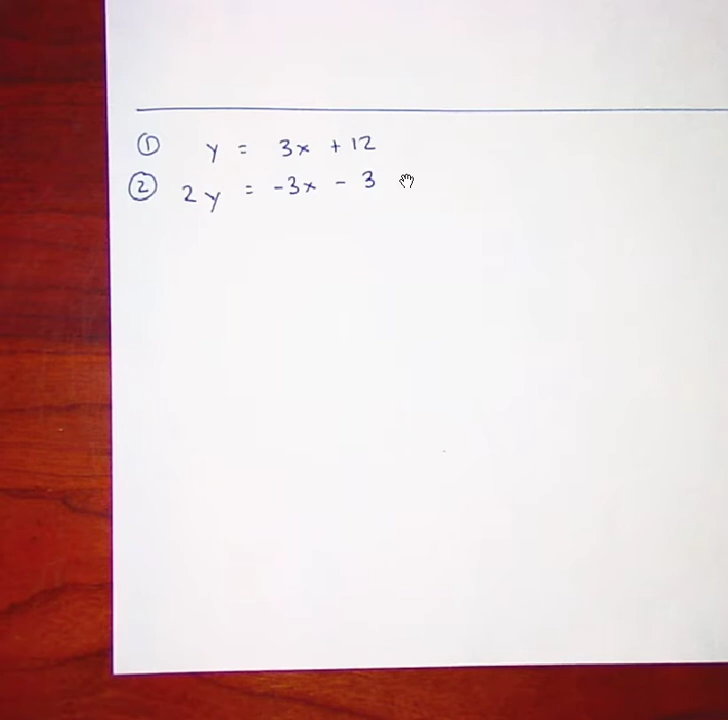 ① y = 3x + 12
② 2y = -3x - 3